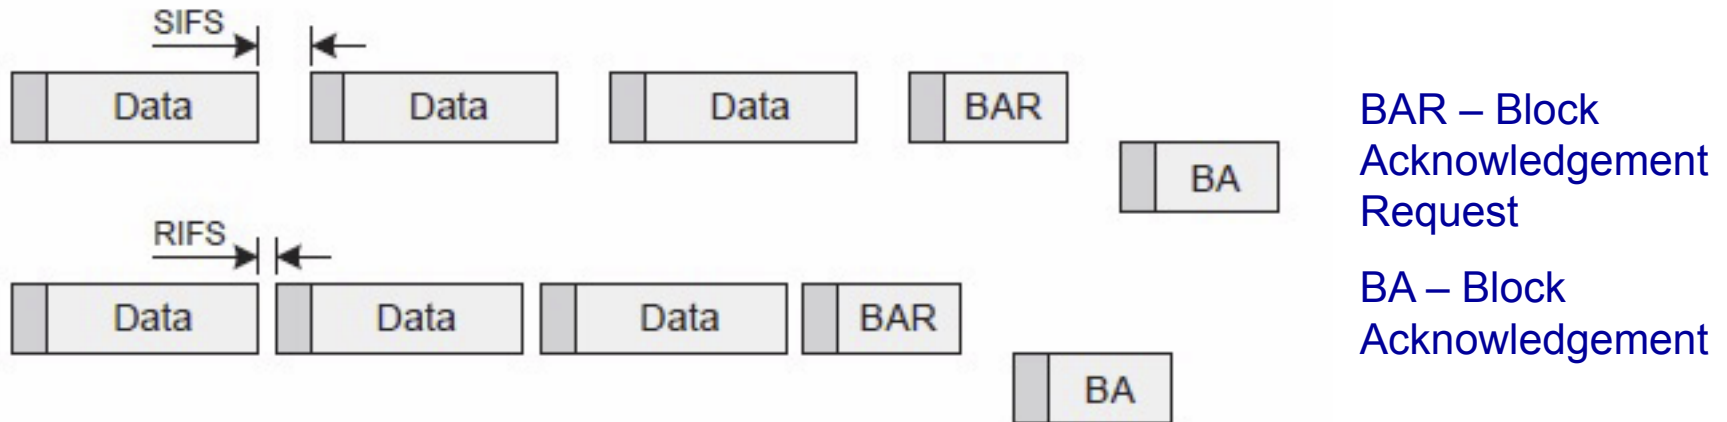 SIFS
Data Data Data BAR
BA
RIFS
Data Data Data BAR
BA
BAR – Block
Acknowledgement
Request
BA – Block
Acknowledgement